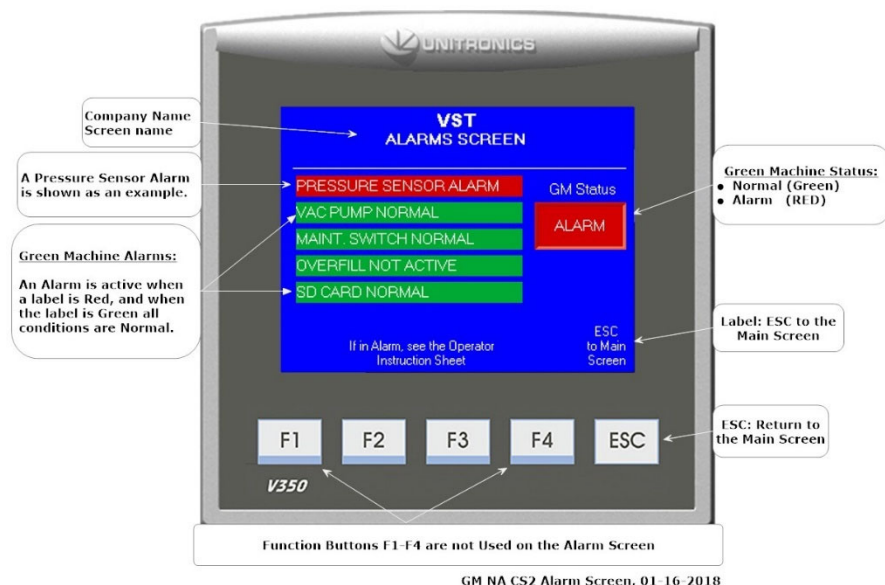 UNITRONICS
Company Name
Screen name
VST
ALARMS SCREEN
A Pressure Sensor Alarm
is shown as an example.
PRESSURE SENSOR ALARM
VAC PUMP NORMAL
MAINT. SWITCH NORMAL
OVERFILL NOT ACTIVE
SD CARD NORMAL
GM Status
ALARM
Green Machine Status:
• Normal (Green)
• Alarm (RED)
Green Machine Alarms:
An Alarm is active when
a label is Red, and when
the label is Green all
conditions are Normal.
If in Alarm, see the Operator
Instruction Sheet
ESC
to Main
Screen
Label: ESC to the
Main Screen
F1 F2 F3 F4 ESC
ESC: Return to
the Main Screen
V350
Function Buttons F1-F4 are not Used on the Alarm Screen
GM NA CS2 Alarm Screen, 01-16-2018